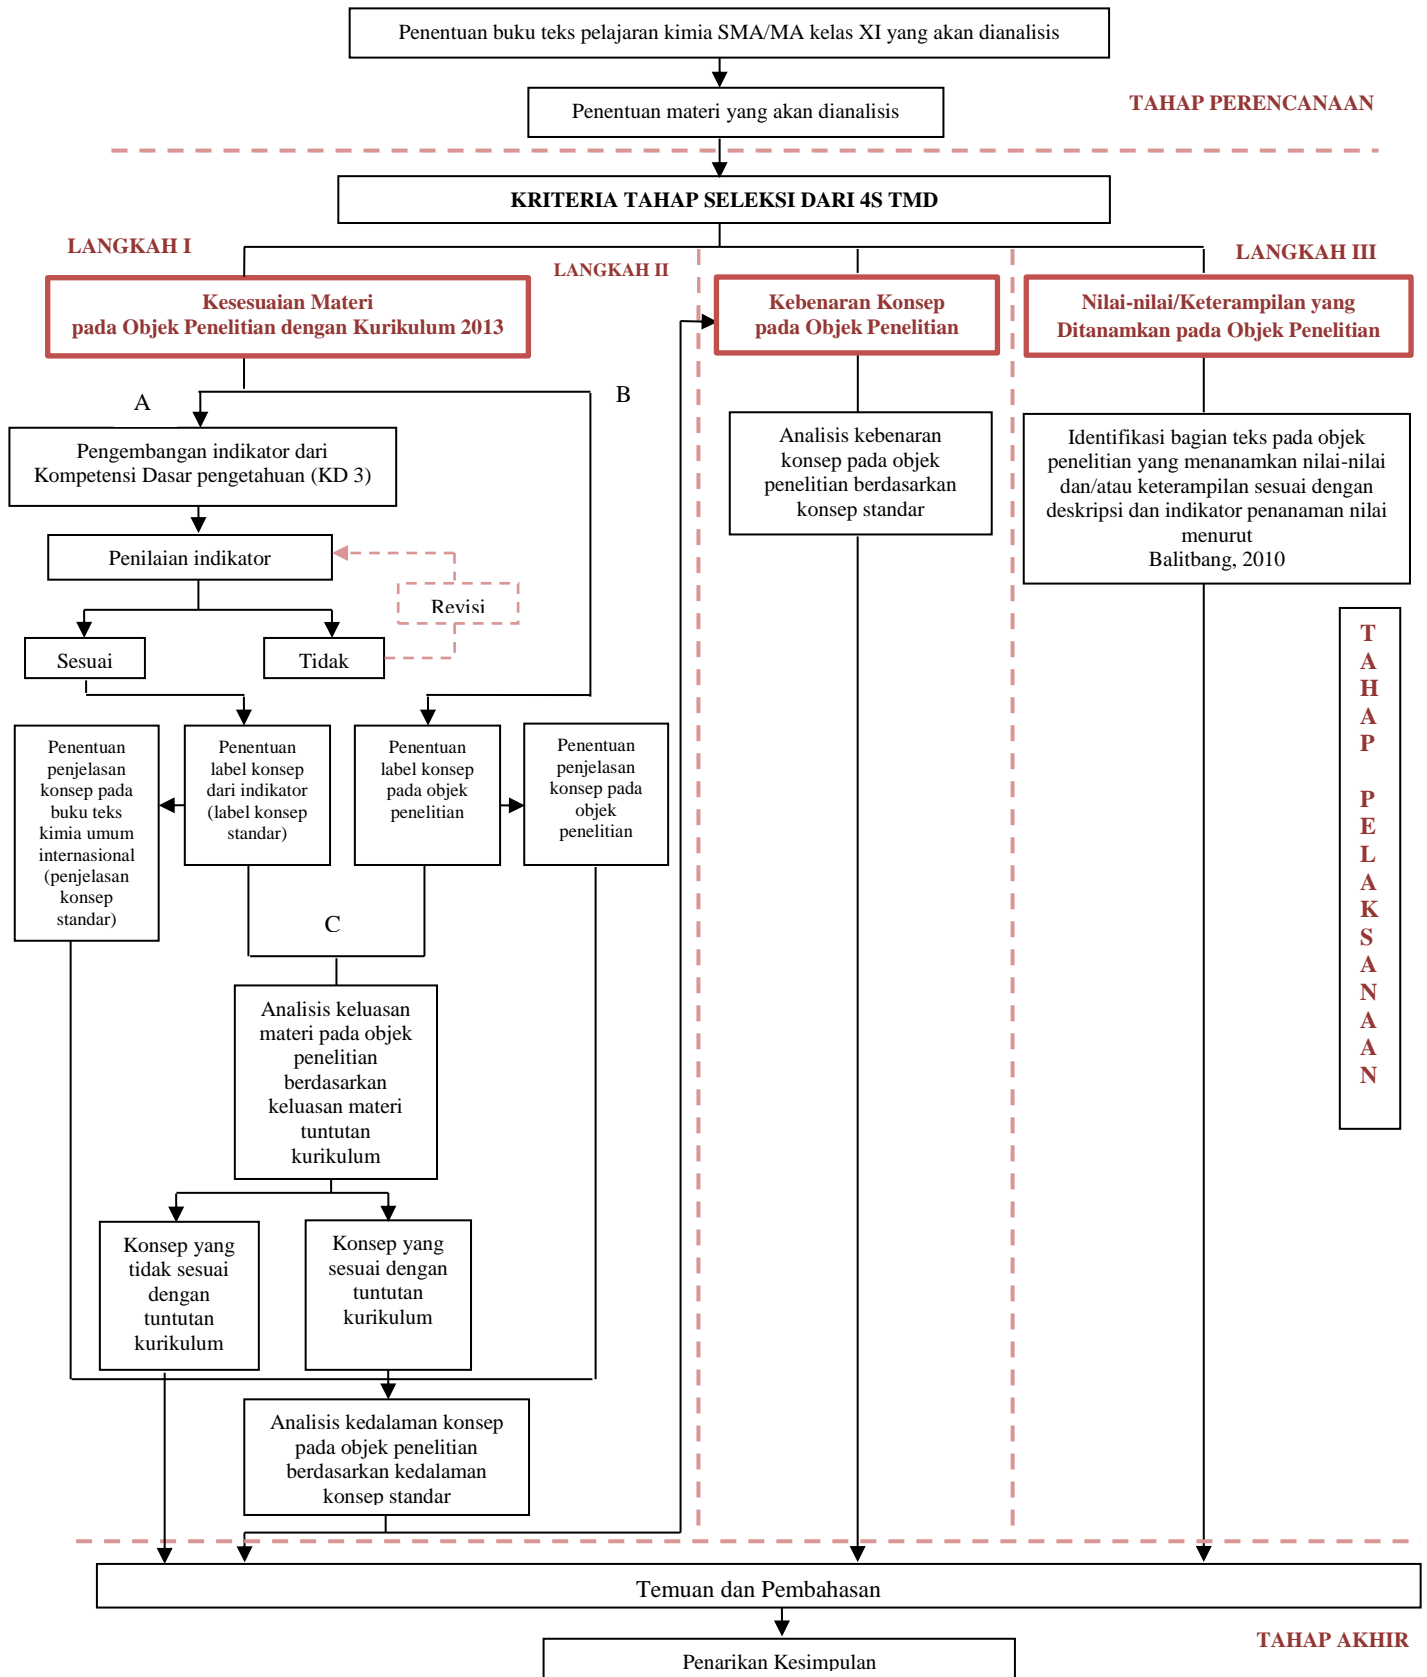 Penentuan buku teks pelajaran kimia SMA/MA kelas XI yang akan dianalisis
Penentuan materi yang akan dianalisis
TAHAP PERENCANAAN
KRITERIA TAHAP SELEKSI DARI 4S TMD
LANGKAH I
LANGKAH II
LANGKAH III
Kesesuaian Materi
pada Objek Penelitian dengan Kurikulum 2013
Kebenaran Konsep
pada Objek Penelitian
Nilai-nilai/Keterampilan yang
Ditanamkan pada Objek Penelitian
A
B
Pengembangan indikator dari
Kompetensi Dasar pengetahuan (KD 3)
Analisis kebenaran
konsep pada objek
penelitian berdasarkan
konsep standar
Identifikasi bagian teks pada objek
penelitian yang menanamkan nilai-nilai
dan/atau keterampilan sesuai dengan
deskripsi dan indikator penanaman nilai
menurut
Balitbang, 2010
Penilaian indikator
Revisi
Sesuai
Tidak
T
A
H
A
P
P
E
L
A
K
S
A
N
A
A
N
Penentuan
penjelasan
konsep pada
buku teks
kimia umum
internasional
(penjelasan
konsep
standar)
Penentuan
label konsep
dari indikator
(label konsep
standar)
Penentuan
label konsep
pada objek
penelitian
Penentuan
penjelasan
konsep pada
objek
penelitian
C
Analisis keluasan
materi pada objek
penelitian
berdasarkan
keluasan materi
tuntutan
kurikulum
Konsep yang
tidak sesuai
dengan
tuntutan
kurikulum
Konsep yang
sesuai dengan
tuntutan
kurikulum
Analisis kedalaman konsep
pada objek penelitian
berdasarkan kedalaman
konsep standar
Temuan dan Pembahasan
TAHAP AKHIR
Penarikan Kesimpulan